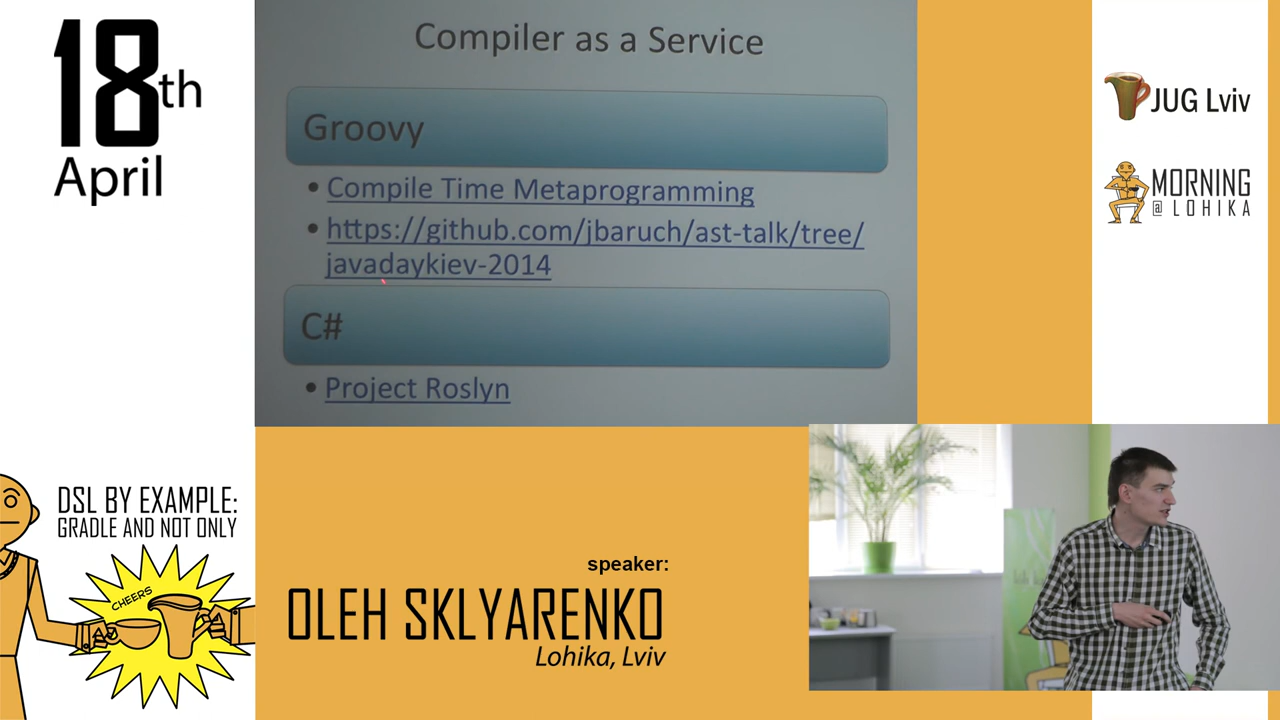 18th
April
Compiler as a Service
Groovy
• Compile Time Metaprogramming
• https://github.com/jbaruch/ast-talk/tree/
javadaykiev-2014
C#
• Project Roslyn
JUG Lviv
MORNING
@ LOHIKA
DSL BY EXAMPLE:
GRADLE AND NOT ONLY
CHEERS
speaker:
OLEH SKLYARENKO
Lohika, Lviv